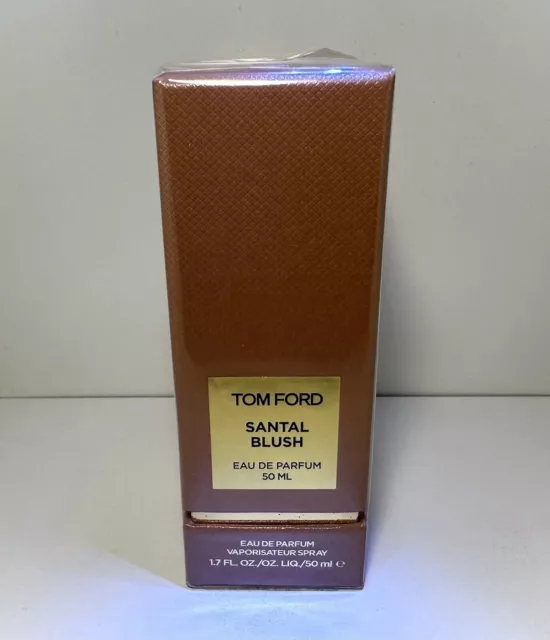 TOM FORD
SANTAL
BLUSH
EAU DE PARFUM
50 ML
EAU DE PARFUM
VAPORISATEUR SPRAY
1.7 FL. OZ./OZ. LIQ./50 ml ℮